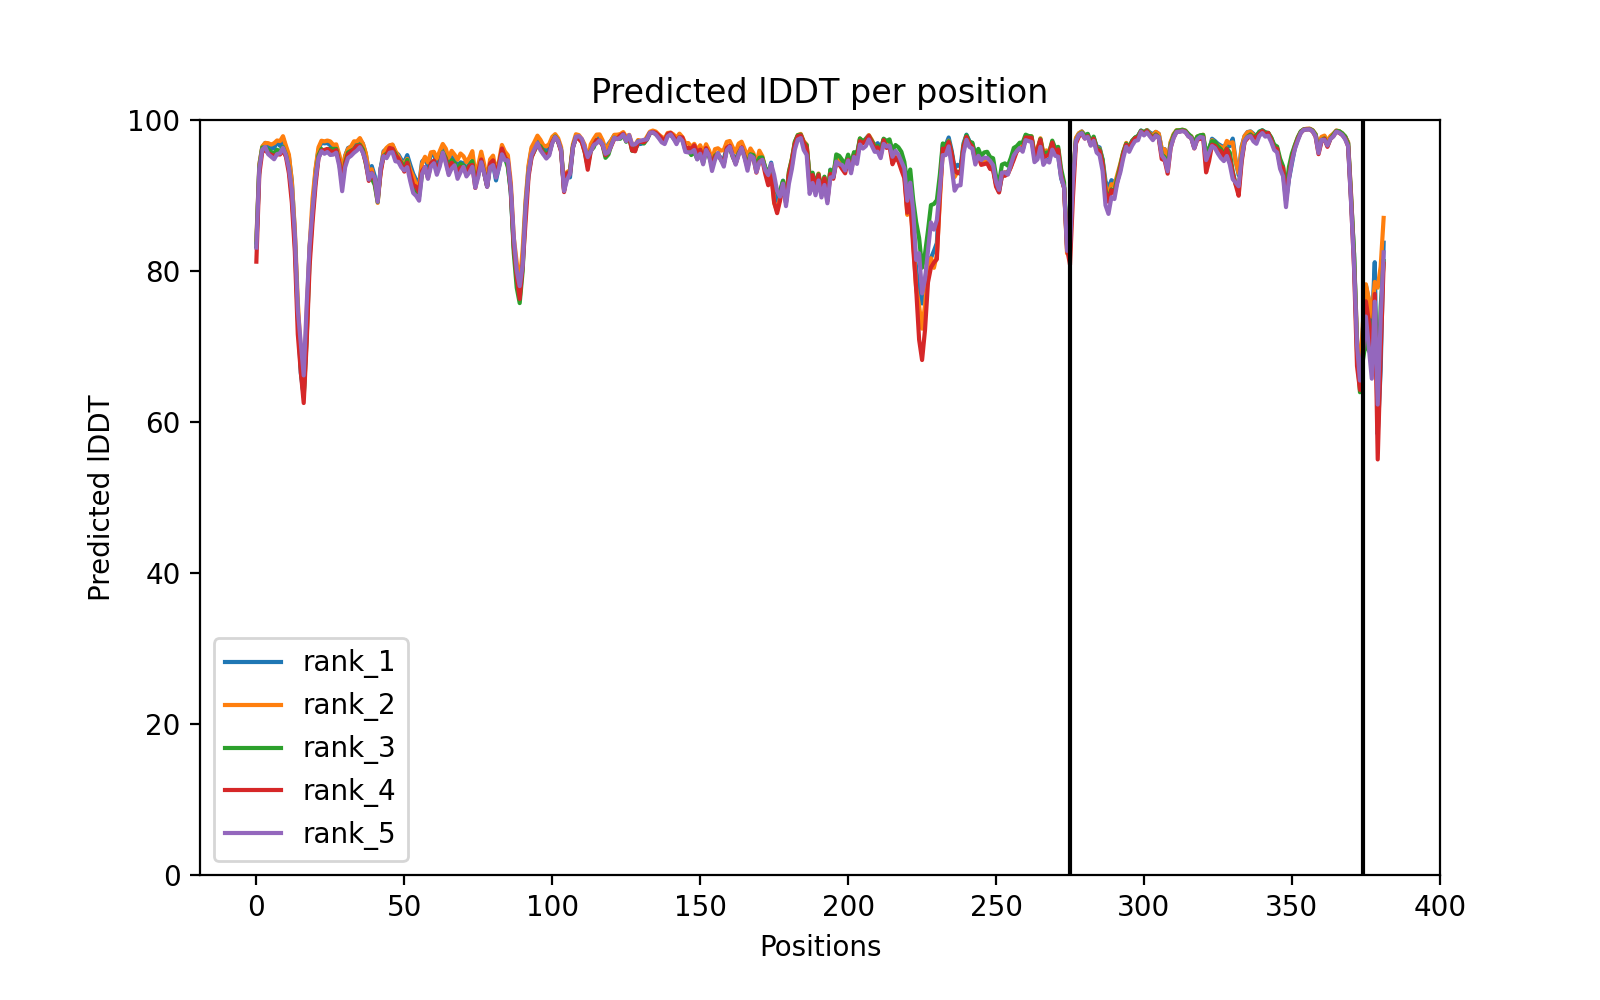 Predicted lDDT per position
100
80
60
40
20
0
Predicted lDDT
rank_1
rank_2
rank_3
rank_4
rank_5
0 50 100 150 200 250 300 350 400
Positions